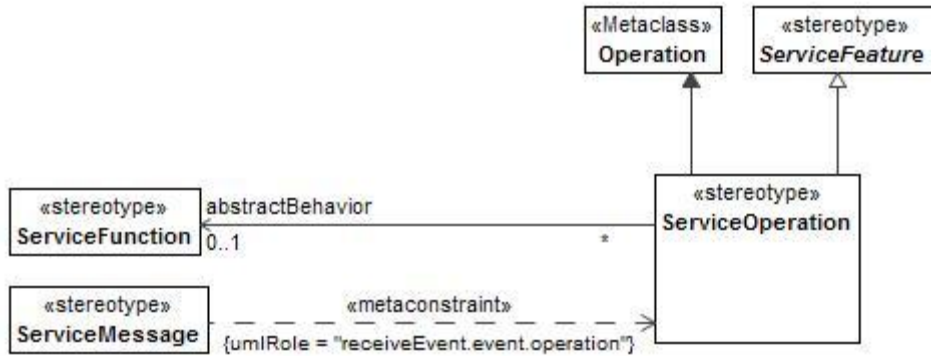 «Metaclass»
Operation
«stereotype»
ServiceFeature
«stereotype»
ServiceFunction
abstractBehavior
0..1
*
«stereotype»
ServiceOperation
«stereotype»
ServiceMessage
«metaconstraint»
{umlRole = "receiveEvent.event.operation"}